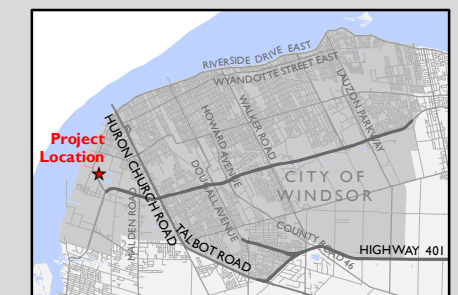 RIVERSIDE DRIVE EAST
WYANDOTTE STREET EAST
LAUZON PARKWAY
HURON CHURCH ROAD
HOWARD AVENUE
WALKER ROAD
Project
Location
DOUGALL AVENUE
CITY OF
WINDSOR
MALDEN ROAD
TALBOT ROAD
COUNTY ROAD 46
HIGHWAY 401